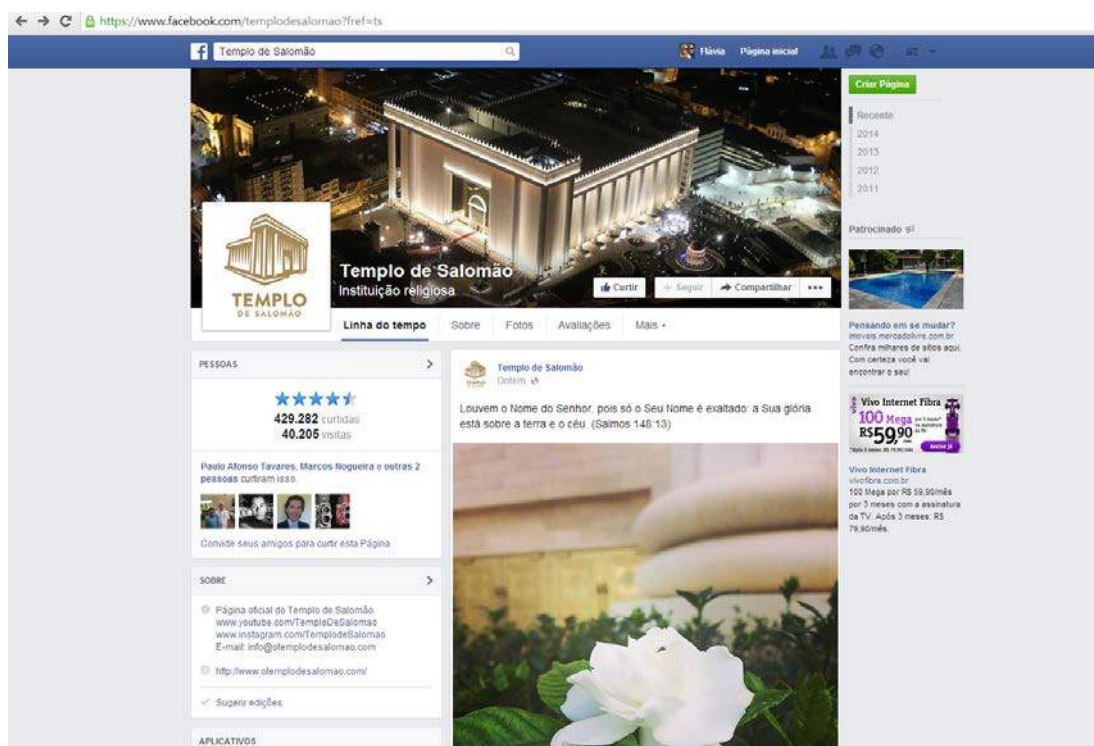 https://www.facebook.com/templodesalomao?fref=ts
Templo de Salomão
Flávia Página inicial
Criar Página
Recente
2014
2013
2012
2011
TEMPLO
DE SALOMÃO
Templo de Salomão
Instituição religiosa
Curtir Seguir Compartilhar
Linha do tempo Sobre Fotos Avaliações Mais
Patrocinado
Pensando em se mudar?
imoveis.mercadolivre.com.br
Confira milhares de sítios aqui.
Com certeza você vai
encontrar o seu!
Vivo Internet Fibra
100 Mega
R$59,90
Assine já
Vivo Internet Fibra
vivofibra.com.br
100 Mega por R$ 59,90/mês
por 3 meses com a assinatura
da TV. Após 3 meses: R$
79,90/mês.
PESSOAS
429.282 curtidas
40.205 visitas
Paulo Afonso Tavares, Marcos Nogueira e outras 2
pessoas curtiram isso.
Convide seus amigos para curtir esta Página
SOBRE
Página oficial do Templo de Salomão
www.youtube.com/TemploDeSalomao
www.instagram.com/TemplodeSalomao
E-mail: info@otemplodesalomao.com
http://www.otemplodesalomao.com/
Sugerir edições
APLICATIVOS
Templo de Salomão
Ontem
Louvem o Nome do Senhor, pois só o Seu Nome é exaltado: a Sua glória
está sobre a terra e o céu. (Salmos 148:13)